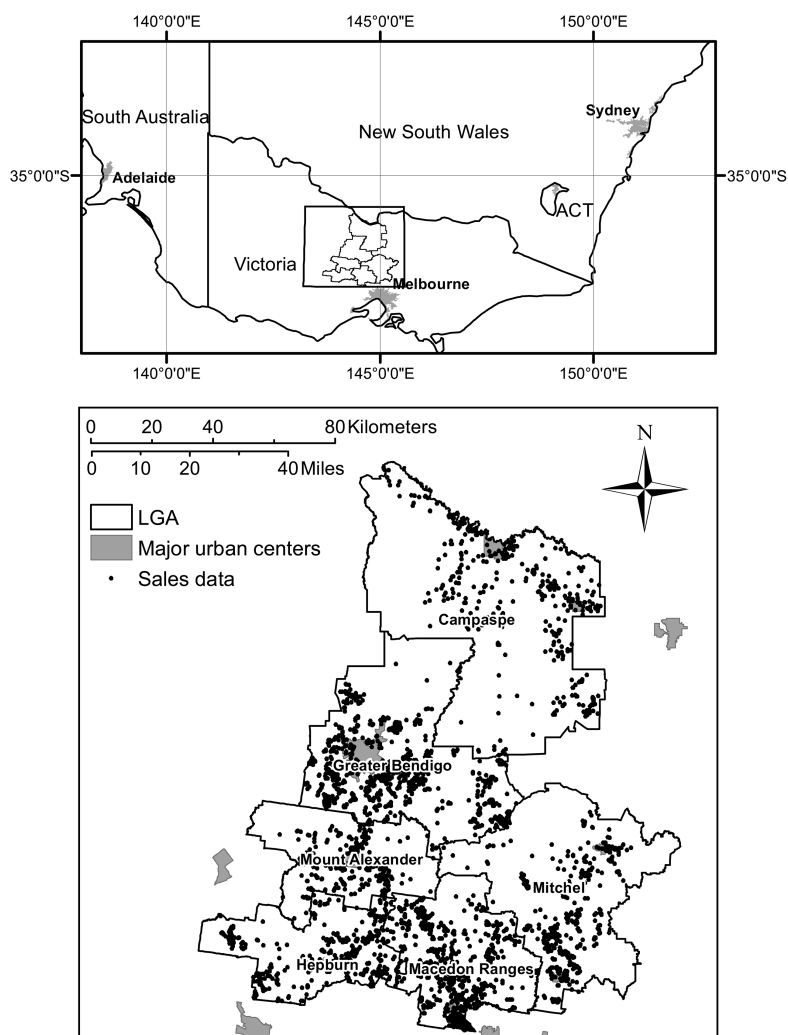 140°0'0"E 145°0'0"E 150°0'0"E
South Australia
New South Wales
Sydney
35°0'0"S 35°0'0"S
Adelaide
ACT
Victoria
Melbourne
140°0'0"E 145°0'0"E 150°0'0"E
0 20 40 80 Kilometers
0 10 20 40 Miles
N
LGA
Major urban centers
Sales data
Campaspe
Greater Bendigo
Mount Alexander
Mitchel
Hepburn
Macedon Ranges